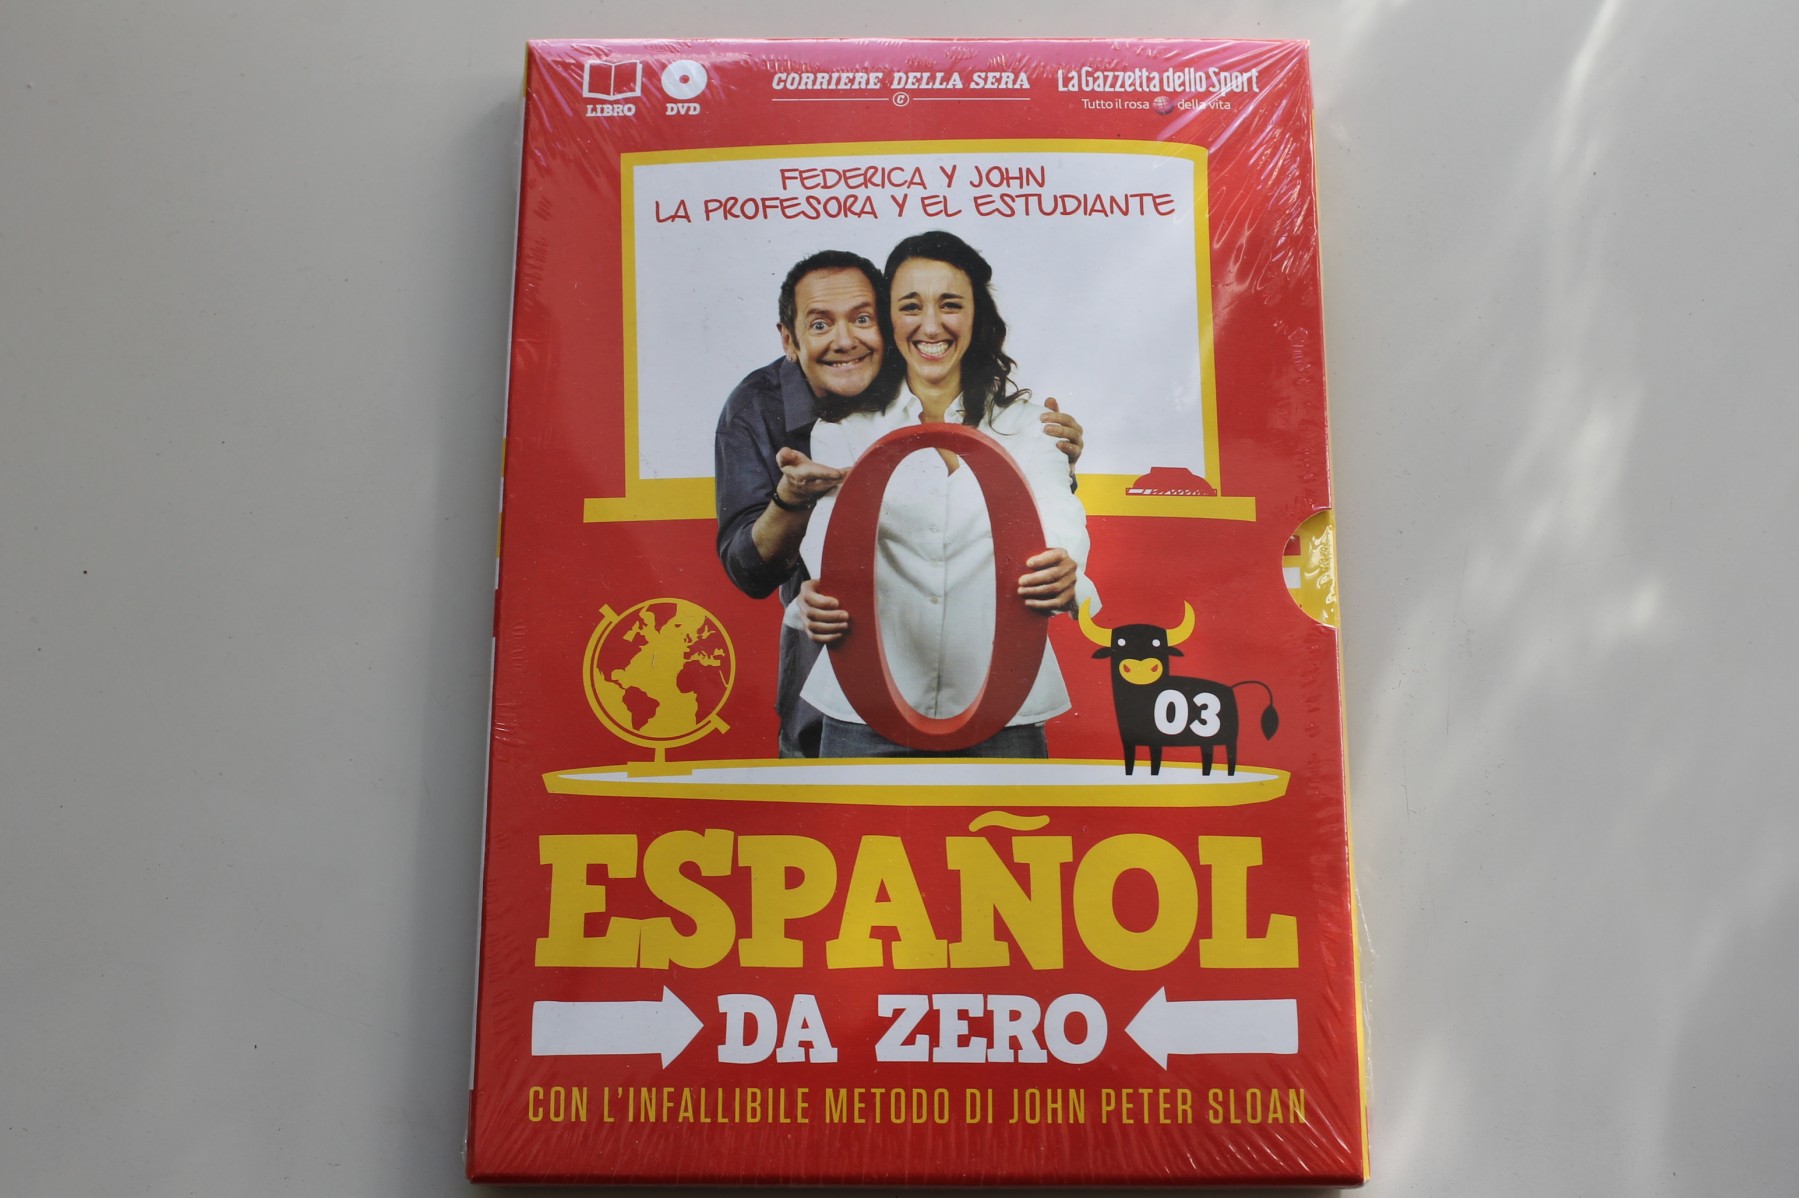 LIBRO
DVD
CORRIERE DELLA SERA
©
La Gazzetta dello Sport
Tutto il rosa della vita
FEDERICA Y JOHN
LA PROFESORA Y EL ESTUDIANTE
03
ESPAÑOL
DA ZERO
CON L'INFALLIBILE METODO DI JOHN PETER SLOAN